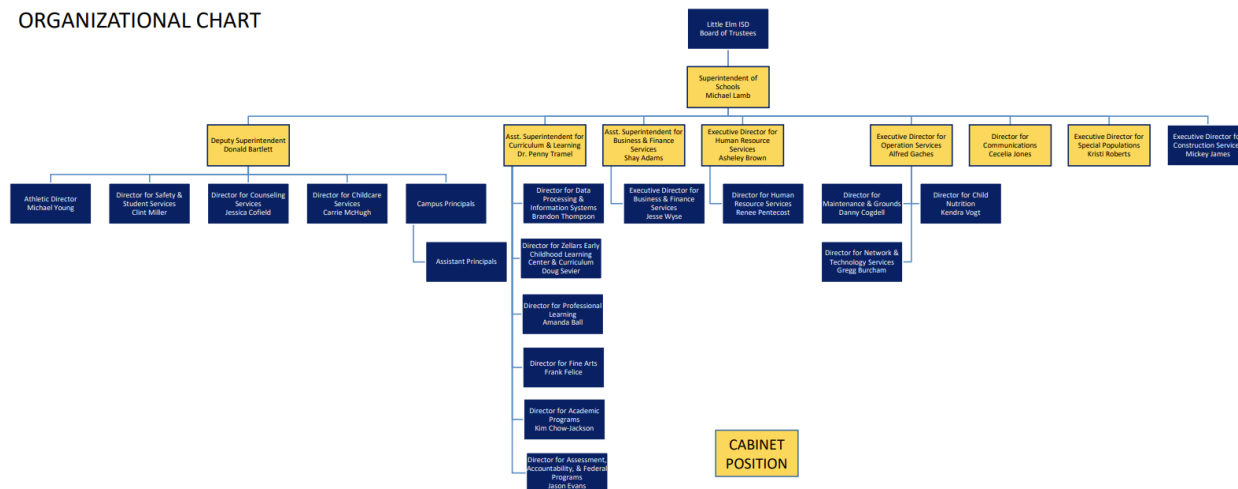 ORGANIZATIONAL CHART
Little Elm ISD
Board of Trustees
Superintendent of
Schools
Michael Lamb
Deputy Superintendent
Donald Bartlett
Asst. Superintendent for
Curriculum & Learning
Dr. Penny Tramel
Asst. Superintendent for
Business & Finance
Services
Shay Adams
Executive Director for
Human Resource
Services
Asheley Brown
Executive Director for
Operation Services
Alfred Gaches
Director for
Communications
Cecelia Jones
Executive Director for
Special Populations
Kristi Roberts
Executive Director for
Construction Services
Mickey James
Athletic Director
Michael Young
Director for Safety &
Student Services
Clint Miller
Director for Counseling
Services
Jessica Cofield
Director for Childcare
Services
Carrie McHugh
Campus Principals
Assistant Principals
Director for Data
Processing &
Information Systems
Brandon Thompson
Executive Director for
Business & Finance
Services
Jesse Wyse
Director for Human
Resource Services
Renee Pentecost
Director for
Maintenance & Grounds
Danny Cogdell
Director for Child
Nutrition
Kendra Vogt
Director for Zellars Early
Childhood Learning
Center & Curriculum
Doug Sevier
Director for Network &
Technology Services
Gregg Burcham
Director for Professional
Learning
Amanda Ball
Director for Fine Arts
Frank Felice
Director for Academic
Programs
Kim Chow-Jackson
Director for Assessment,
Accountability, & Federal
Programs
Jason Evans
CABINET
POSITION